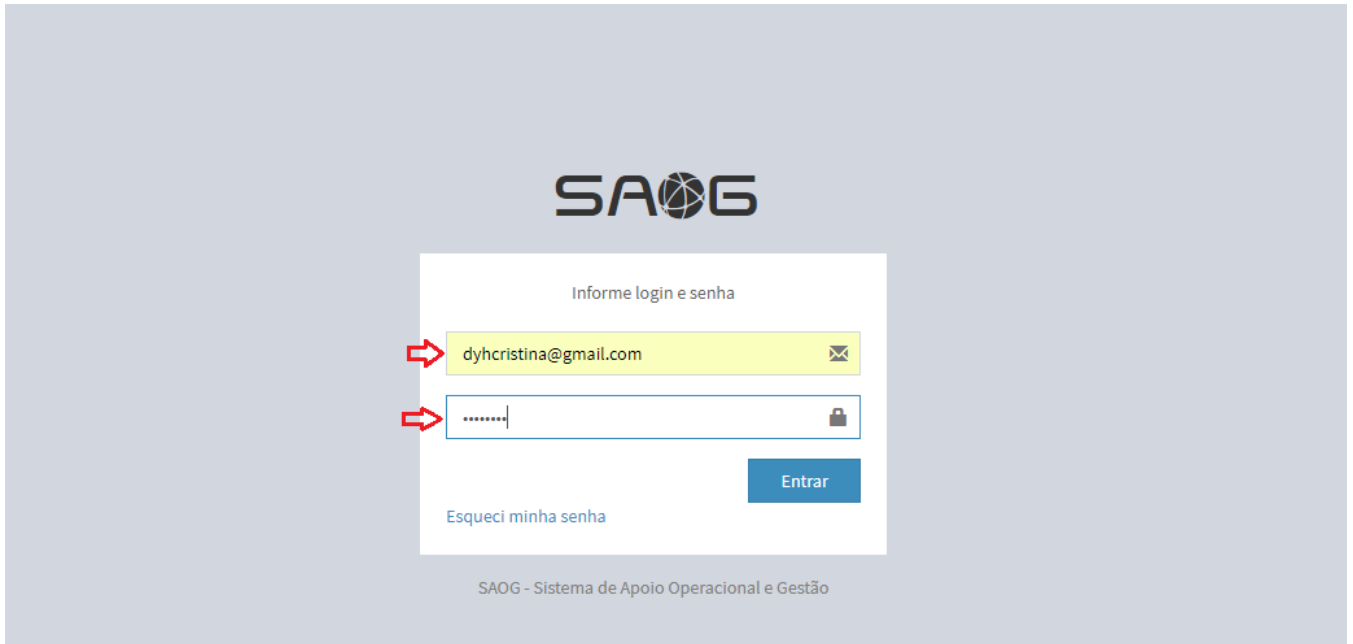 SAOG
Informe login e senha
dyhcristina@gmail.com
••••••••
Entrar
Esqueci minha senha
SAOG - Sistema de Apoio Operacional e Gestão